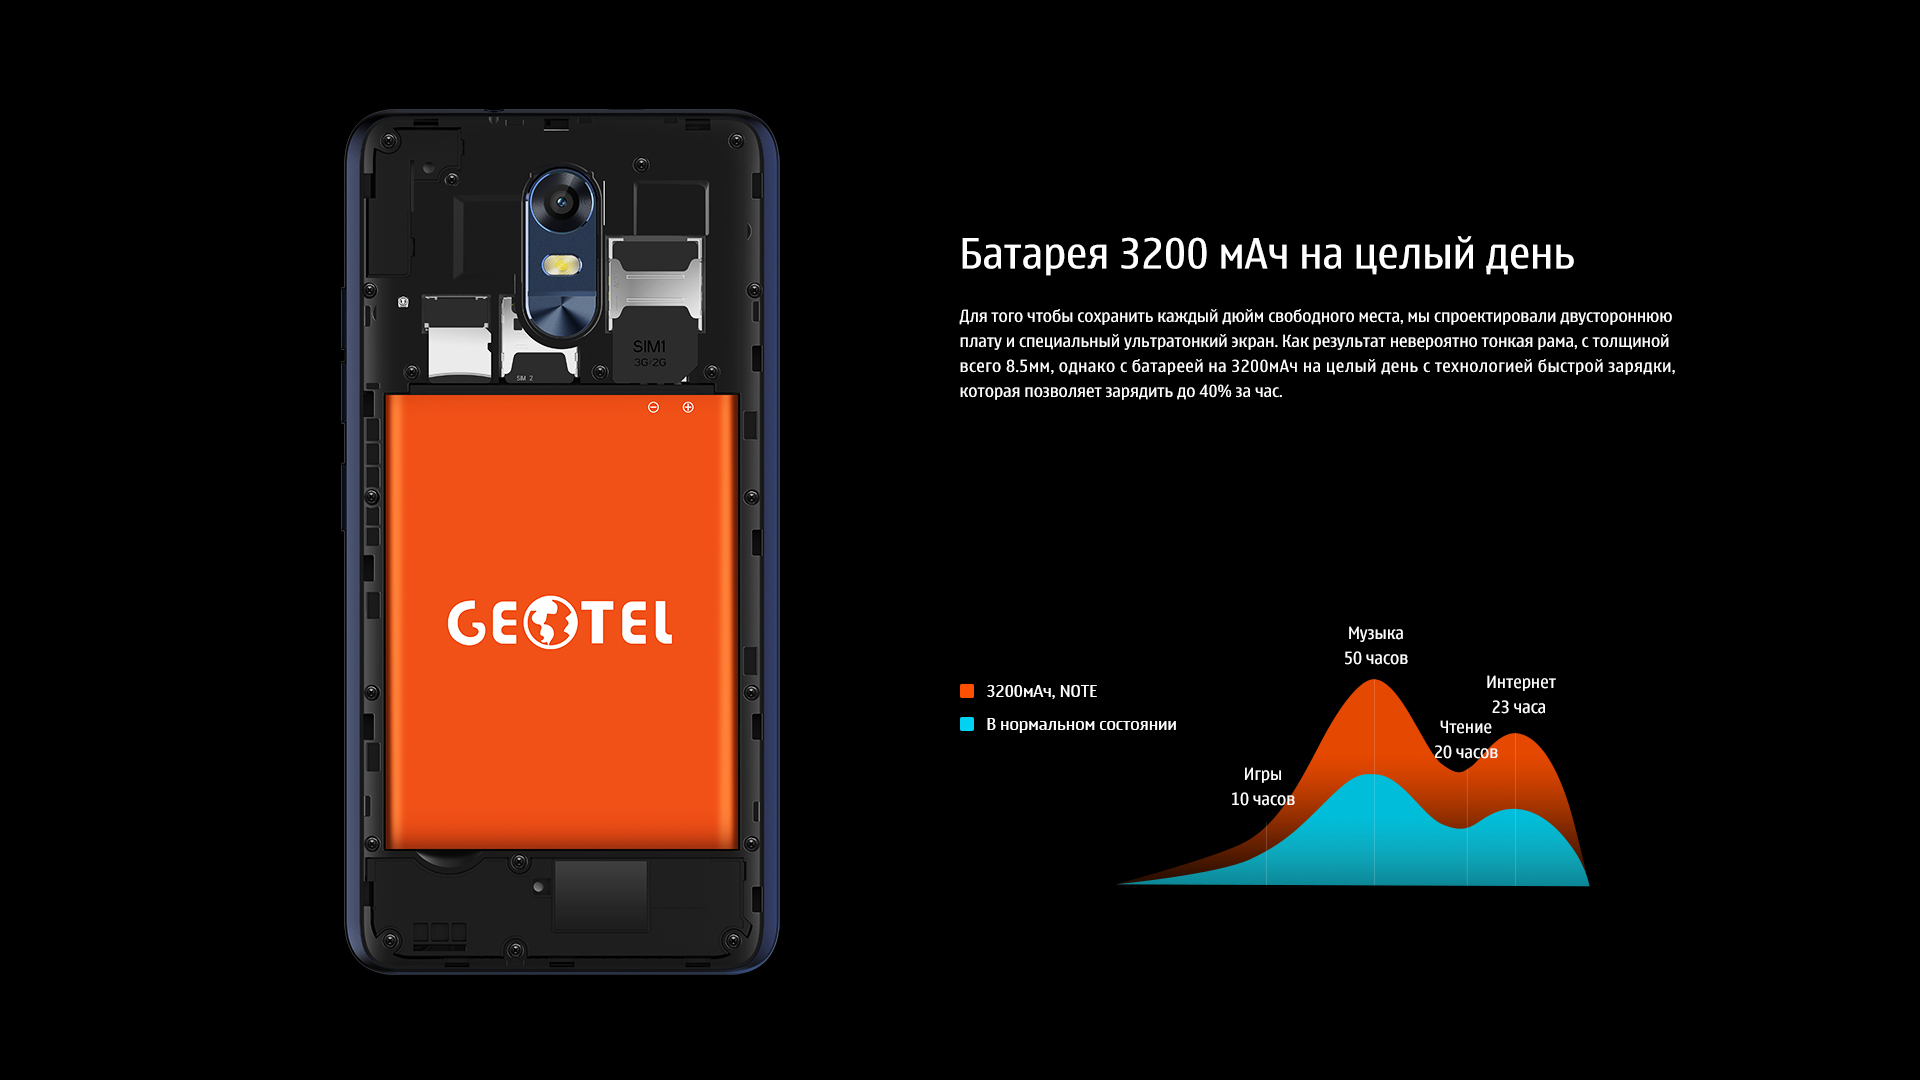 Батарея 3200 мАч на целый день
Для того чтобы сохранить каждый дюйм свободного места, мы спроектировали двустороннюю
плату и специальный ультратонкий экран. Как результат невероятно тонкая рама, с толщиной
всего 8.5мм, однако с батареей на 3200мАч на целый день с технологией быстрой зарядки,
которая позволяет зарядить до 40% за час.
SIM1
3G·2G
SIM 2
GEOTEL
3200мАч, NOTE
В нормальном состоянии
Музыка
50 часов
Интернет
23 часа
Чтение
20 часов
Игры
10 часов